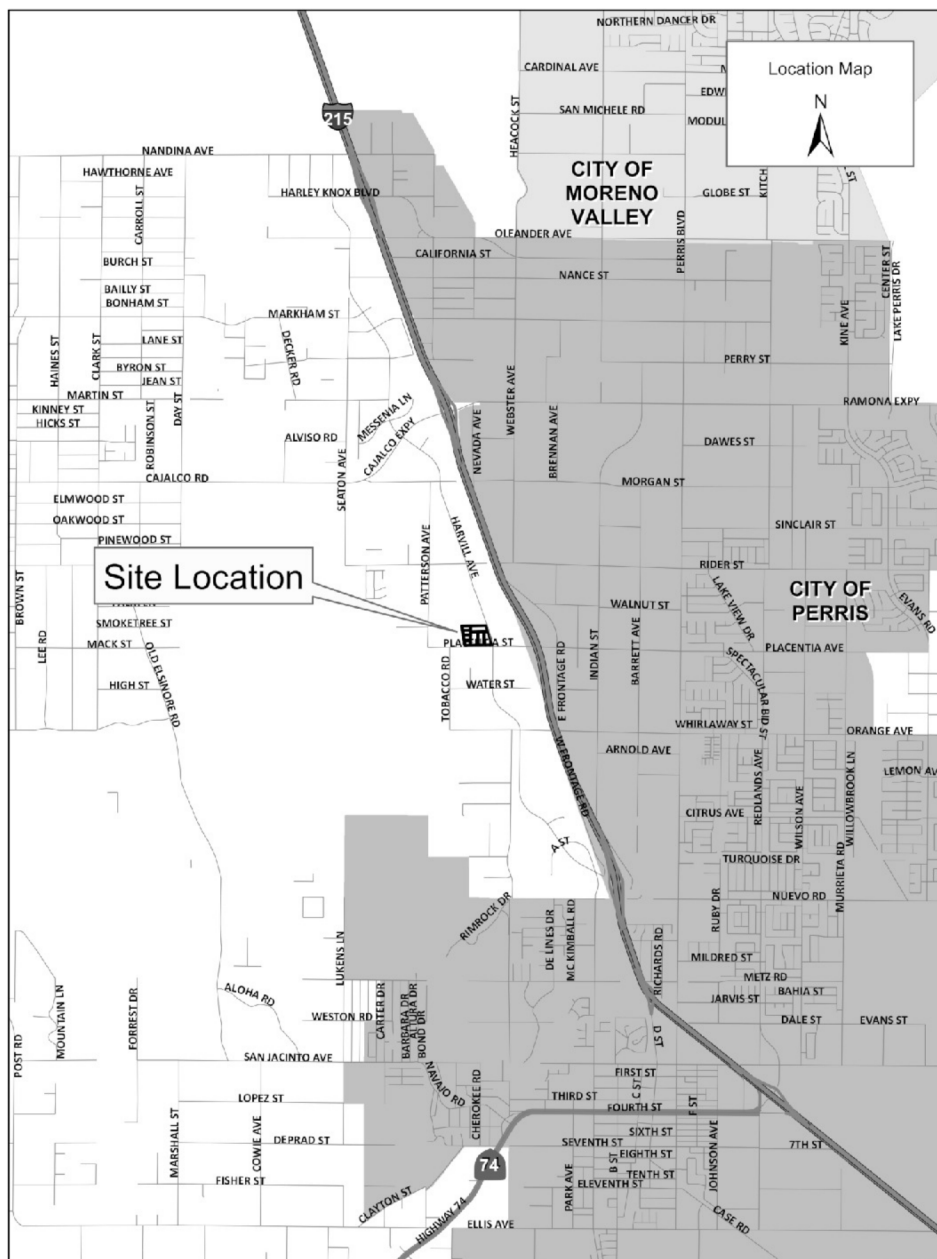 NORTHERN DANCER DR
Location Map
N
CARDINAL AVE
SAN MICHELE RD
HEACOCK ST
215
NANDINA AVE
HAWTHORNE AVE
CARROLL ST
HARLEY KNOX BLVD
CITY OF
MORENO
VALLEY
GLOBE ST
PERRIS BLVD
OLEANDER AVE
CALIFORNIA ST
BURCH ST
NANCE ST
CENTER ST
LAKE PERRIS DR
KINE AVE
BAILLY ST
BONHAM ST
MARKHAM ST
HAINES ST
CLARK ST
LANE ST
DECKER RD
PERRY ST
BYRON ST
JEAN ST
MARTIN ST
DAY ST
ROBINSON ST
KINNEY ST
HICKS ST
MESSENIA LN
CAJALCO EXPY
ALVISO RD
SEATON AVE
NEVADA AVE
WEBSTER AVE
BRENNAN AVE
RAMONA EXPY
DAWES ST
CAJALCO RD
MORGAN ST
ELMWOOD ST
OAKWOOD ST
PINEWOOD ST
SINCLAIR ST
PATTERSON AVE
HARVILL AVE
RIDER ST
Site Location
CITY OF
PERRIS
EVANS RD
BROWN ST
LEE RD
SMOKETREE ST
MACK ST
HIGH ST
OLD ELSINORE RD
WALNUT ST
LAKE VIEW DR
PLACENTIA AVE
WATER ST
TOBACCO RD
E FRONTAGE RD
INDIAN ST
BARRETT AVE
SPECTACULAR BID ST
WHIRLAWAY ST
ORANGE AVE
ARNOLD AVE
W FRONTAGE RD
LEMON AV
CITRUS AVE
REDLANDS AVE
WILSON AVE
WILLOWBROOK LN
A ST
TURQUOISE DR
NUEVO RD
MURRIETA RD
RUBY DR
RIMROCK DR
DE LINES DR
MC KIMBALL RD
RICHARDS RD
MILDRED ST
METZ RD
BAHIA ST
JARVIS ST
DALE ST
EVANS ST
LUKENS LN
ALOHA RD
WESTON RD
CARTER DR
BARBARA DR
ALTURA DR
BOND DR
POST RD
MOUNTAIN LN
FORREST DR
SAN JACINTO AVE
NAVAJO RD
CHEROKEE RD
D ST
FIRST ST
THIRD ST
C ST
FOURTH ST
F ST
LOPEZ ST
MARSHALL ST
COWIE AVE
DEPRAD ST
SIXTH ST
SEVENTH ST
7TH ST
EIGHTH ST
B ST
JOHNSON AVE
74
TENTH ST
ELEVENTH ST
PARK AVE
FISHER ST
CLAYTON ST
HIGHWAY 74
ELLIS AVE
CASE RD